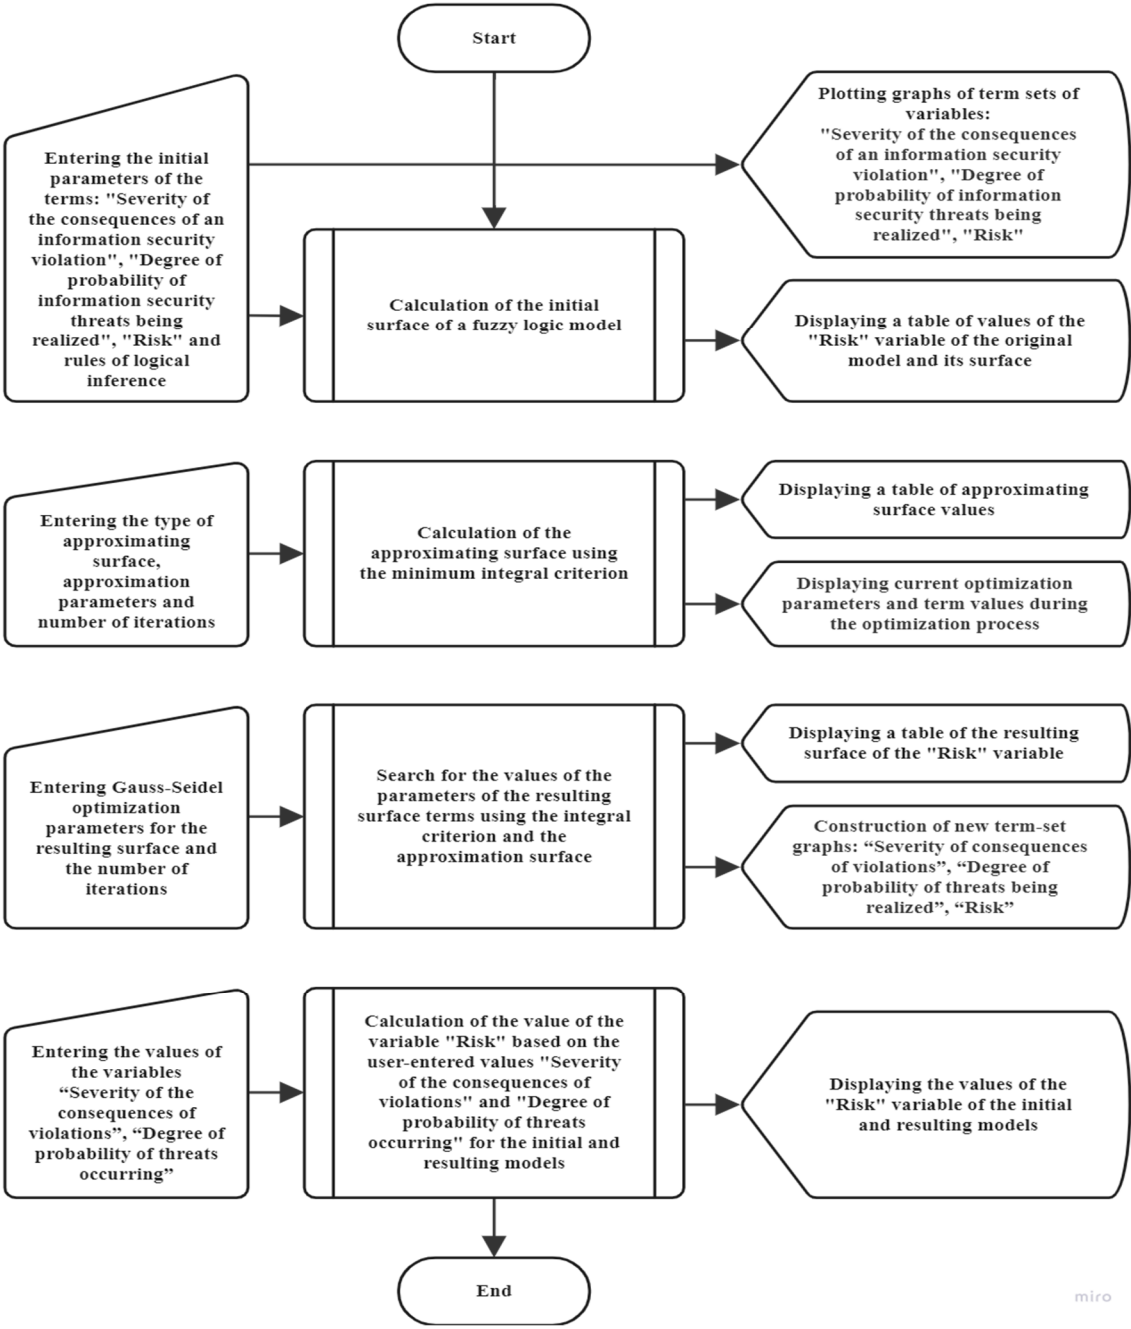 Start
Entering the initial
parameters of the
terms: "Severity of
the consequences of an
information security
violation", "Degree of
probability of
information security
threats being
realized", "Risk" and
rules of logical
inference
Plotting graphs of term sets of
variables:
"Severity of the consequences
of an information security
violation", "Degree of
probability of information
security threats being
realized", "Risk"
Calculation of the initial
surface of a fuzzy logic model
Displaying a table of values of the
"Risk" variable of the original
model and its surface
Entering the type of
approximating
surface,
approximation
parameters and
number of iterations
Calculation of the
approximating surface using
the minimum integral criterion
Displaying a table of approximating
surface values
Displaying current optimization
parameters and term values during
the optimization process
Entering Gauss-Seidel
optimization
parameters for the
resulting surface and
the number of
iterations
Search for the values of the
parameters of the resulting
surface terms using the integral
criterion and the
approximation surface
Displaying a table of the resulting
surface of the "Risk" variable
Construction of new term-set
graphs: “Severity of consequences
of violations”, “Degree of
probability of threats being
realized”, “Risk”
Entering the values of
the variables
“Severity of the
consequences of
violations”, “Degree of
probability of threats
occurring”
Calculation of the value of the
variable "Risk" based on the
user-entered values "Severity
of the consequences of
violations" and "Degree of
probability of threats
occurring" for the initial and
resulting models
Displaying the values of the
"Risk" variable of the initial
and resulting models
End
miro